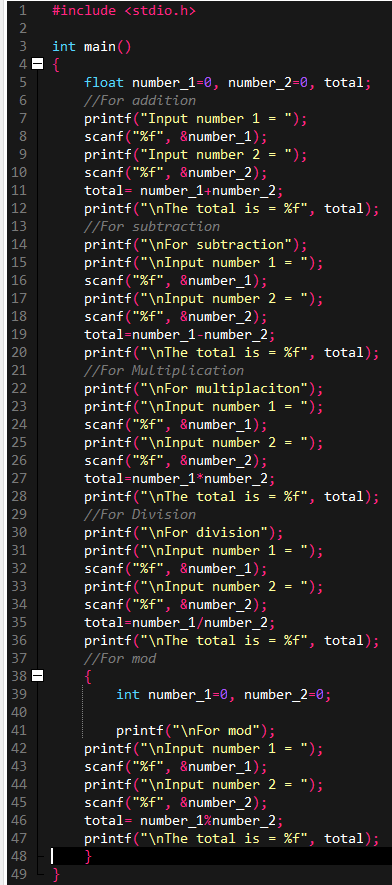 1 #include <stdio.h>
2
3 int main()
4 {
5 float number_1=0, number_2=0, total;
6 //For addition
7 printf("Input number 1 = ");
8 scanf("%f", &number_1);
9 printf("Input number 2 = ");
10 scanf("%f", &number_2);
11 total= number_1+number_2;
12 printf("\nThe total is = %f", total);
13 //For subtraction
14 printf("\nFor subtraction");
15 printf("\nInput number 1 = ");
16 scanf("%f", &number_1);
17 printf("\nInput number 2 = ");
18 scanf("%f", &number_2);
19 total=number_1-number_2;
20 printf("\nThe total is = %f", total);
21 //For Multiplication
22 printf("\nFor multiplaciton");
23 printf("\nInput number 1 = ");
24 scanf("%f", &number_1);
25 printf("\nInput number 2 = ");
26 scanf("%f", &number_2);
27 total=number_1*number_2;
28 printf("\nThe total is = %f", total);
29 //For Division
30 printf("\nFor division");
31 printf("\nInput number 1 = ");
32 scanf("%f", &number_1);
33 printf("\nInput number 2 = ");
34 scanf("%f", &number_2);
35 total=number_1/number_2;
36 printf("\nThe total is = %f", total);
37 //For mod
38 {
39 int number_1=0, number_2=0;
40
41 printf("\nFor mod");
42 printf("\nInput number 1 = ");
43 scanf("%f", &number_1);
44 printf("\nInput number 2 = ");
45 scanf("%f", &number_2);
46 total= number_1%number_2;
47 printf("\nThe total is = %f", total);
48 }
49 }